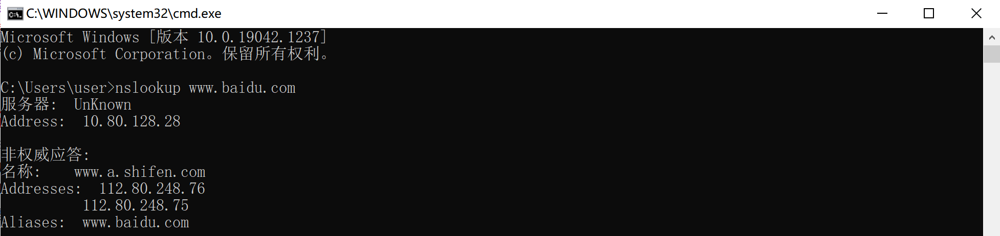 C:\WINDOWS\system32\cmd.exe
Microsoft Windows [版本 10.0.19042.1237]
(c) Microsoft Corporation。保留所有权利。
C:\Users\user>nslookup www.baidu.com
服务器:  UnKnown
Address:  10.80.128.28
非权威应答:
名称:    www.a.shifen.com
Addresses:  112.80.248.76
          112.80.248.75
Aliases:  www.baidu.com